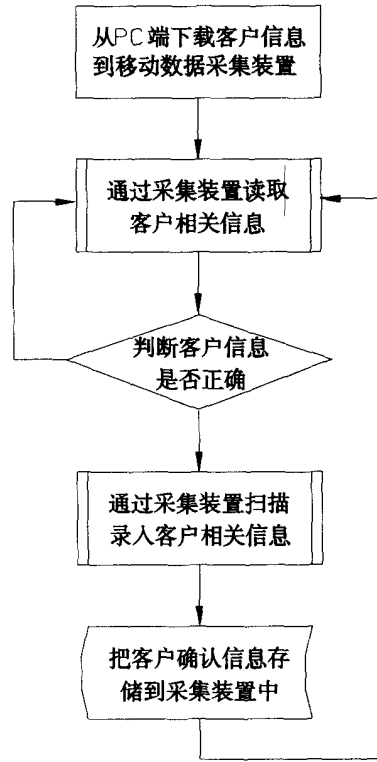 从PC端下载客户信息
到移动数据采集装置
通过采集装置读取
客户相关信息
判断客户信息
是否正确
通过采集装置扫描
录入客户相关信息
把客户确认信息存
储到采集装置中